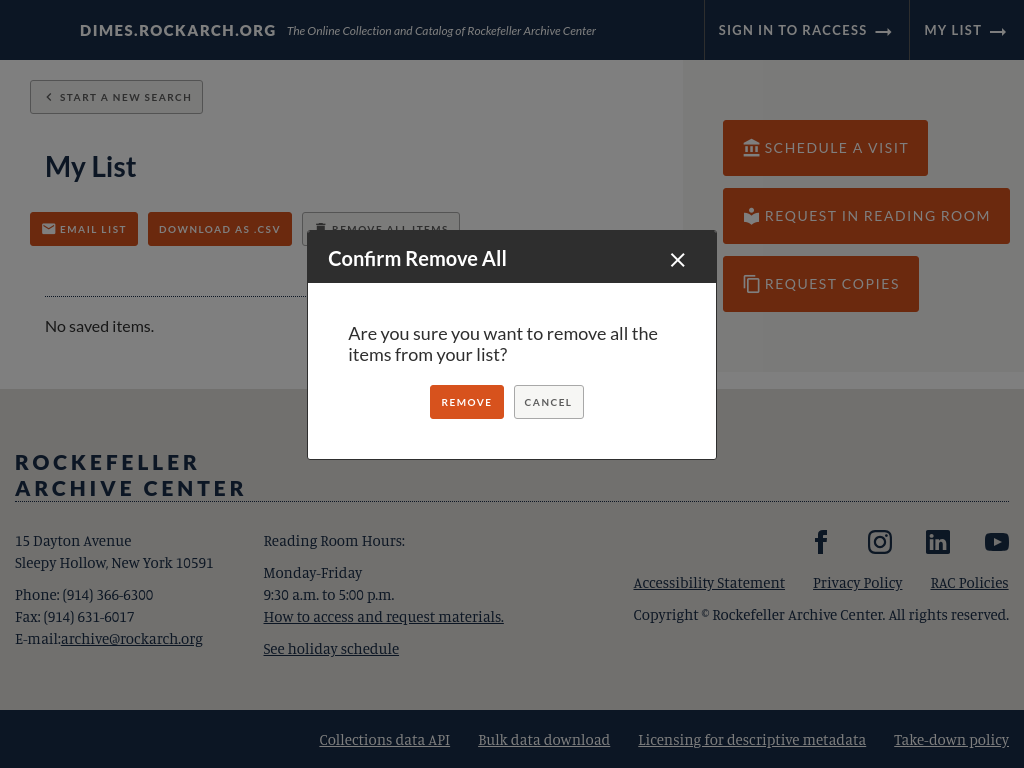 DIMES.ROCKARCH.ORG The Online Collection and Catalog of Rockefeller Archive Center SIGN IN TO RACCESS MY LIST
START A NEW SEARCH
My List
SCHEDULE A VISIT
REQUEST IN READING ROOM
REQUEST COPIES
EMAIL LIST DOWNLOAD AS .CSV REMOVE ALL ITEMS
No saved items.
Confirm Remove All
Are you sure you want to remove all the
items from your list?
REMOVE CANCEL
ROCKEFELLER
ARCHIVE CENTER
15 Dayton Avenue
Sleepy Hollow, New York 10591
Phone: (914) 366-6300
Fax: (914) 631-6017
E-mail:archive@rockarch.org
Reading Room Hours:
Monday-Friday
9:30 a.m. to 5:00 p.m.
How to access and request materials.
See holiday schedule
Accessibility Statement Privacy Policy RAC Policies
Copyright © Rockefeller Archive Center. All rights reserved.
Collections data API Bulk data download Licensing for descriptive metadata Take-down policy